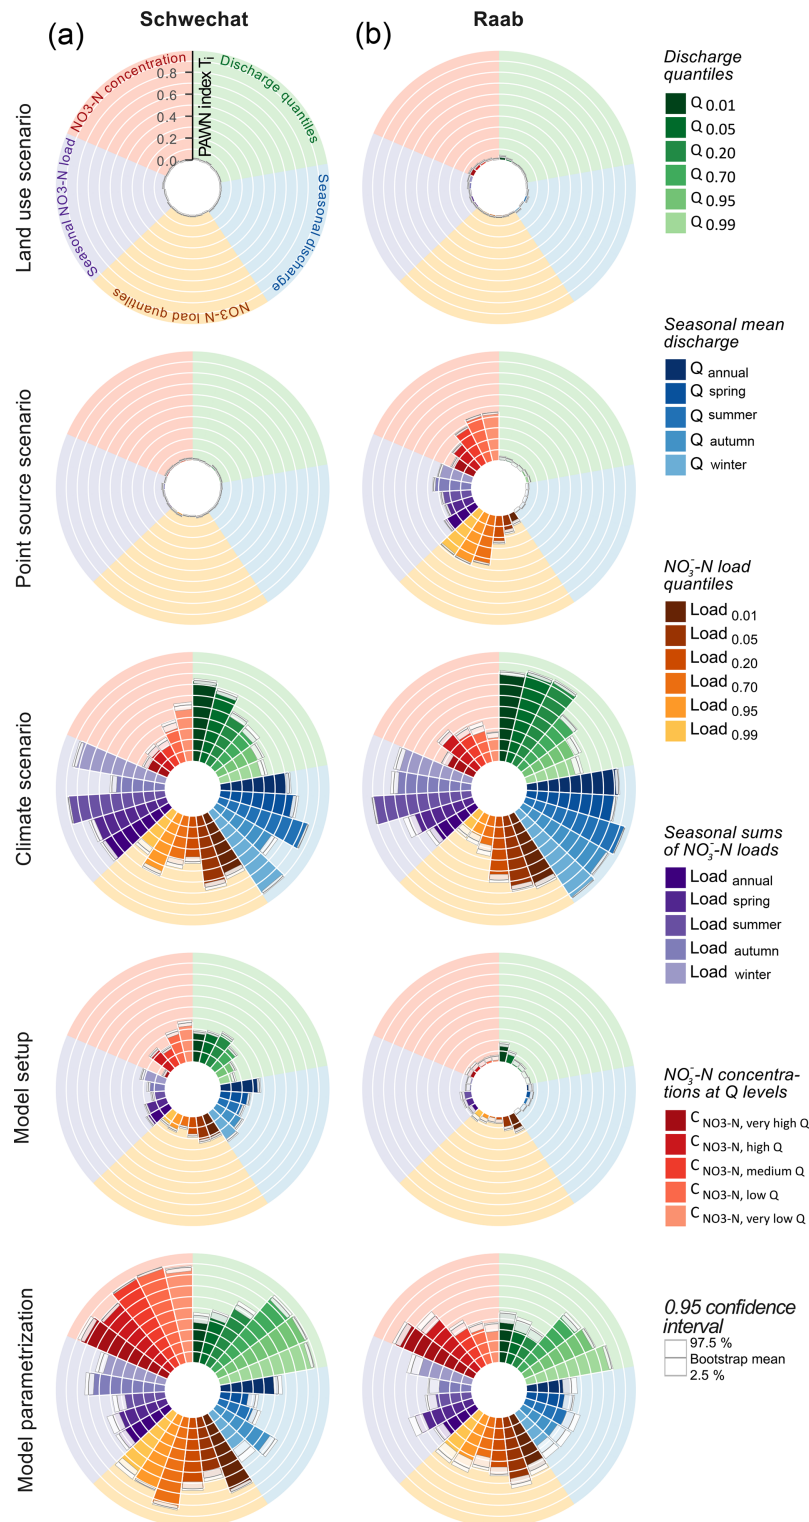 (a)
Schwechat
(b)
Raab
Land use scenario
NO3-N concentration
Discharge quantiles
Seasonal discharge
NO3-N load quantiles
Seasonal NO3-N load
PAWN index Ti
0.8
0.6
0.4
0.2
0.0
Point source scenario
Climate scenario
Model setup
Model parametrization
Discharge
quantiles
Q 0.01
Q 0.05
Q 0.20
Q 0.70
Q 0.95
Q 0.99
Seasonal mean
discharge
Q annual
Q spring
Q summer
Q autumn
Q winter
NO₃⁻-N load
quantiles
Load 0.01
Load 0.05
Load 0.20
Load 0.70
Load 0.95
Load 0.99
Seasonal sums
of NO₃⁻-N loads
Load annual
Load spring
Load summer
Load autumn
Load winter
NO₃⁻-N concentra-
tions at Q levels
C NO3-N, very high Q
C NO3-N, high Q
C NO3-N, medium Q
C NO3-N, low Q
C NO3-N, very low Q
0.95 confidence
interval
97.5 %
Bootstrap mean
2.5 %